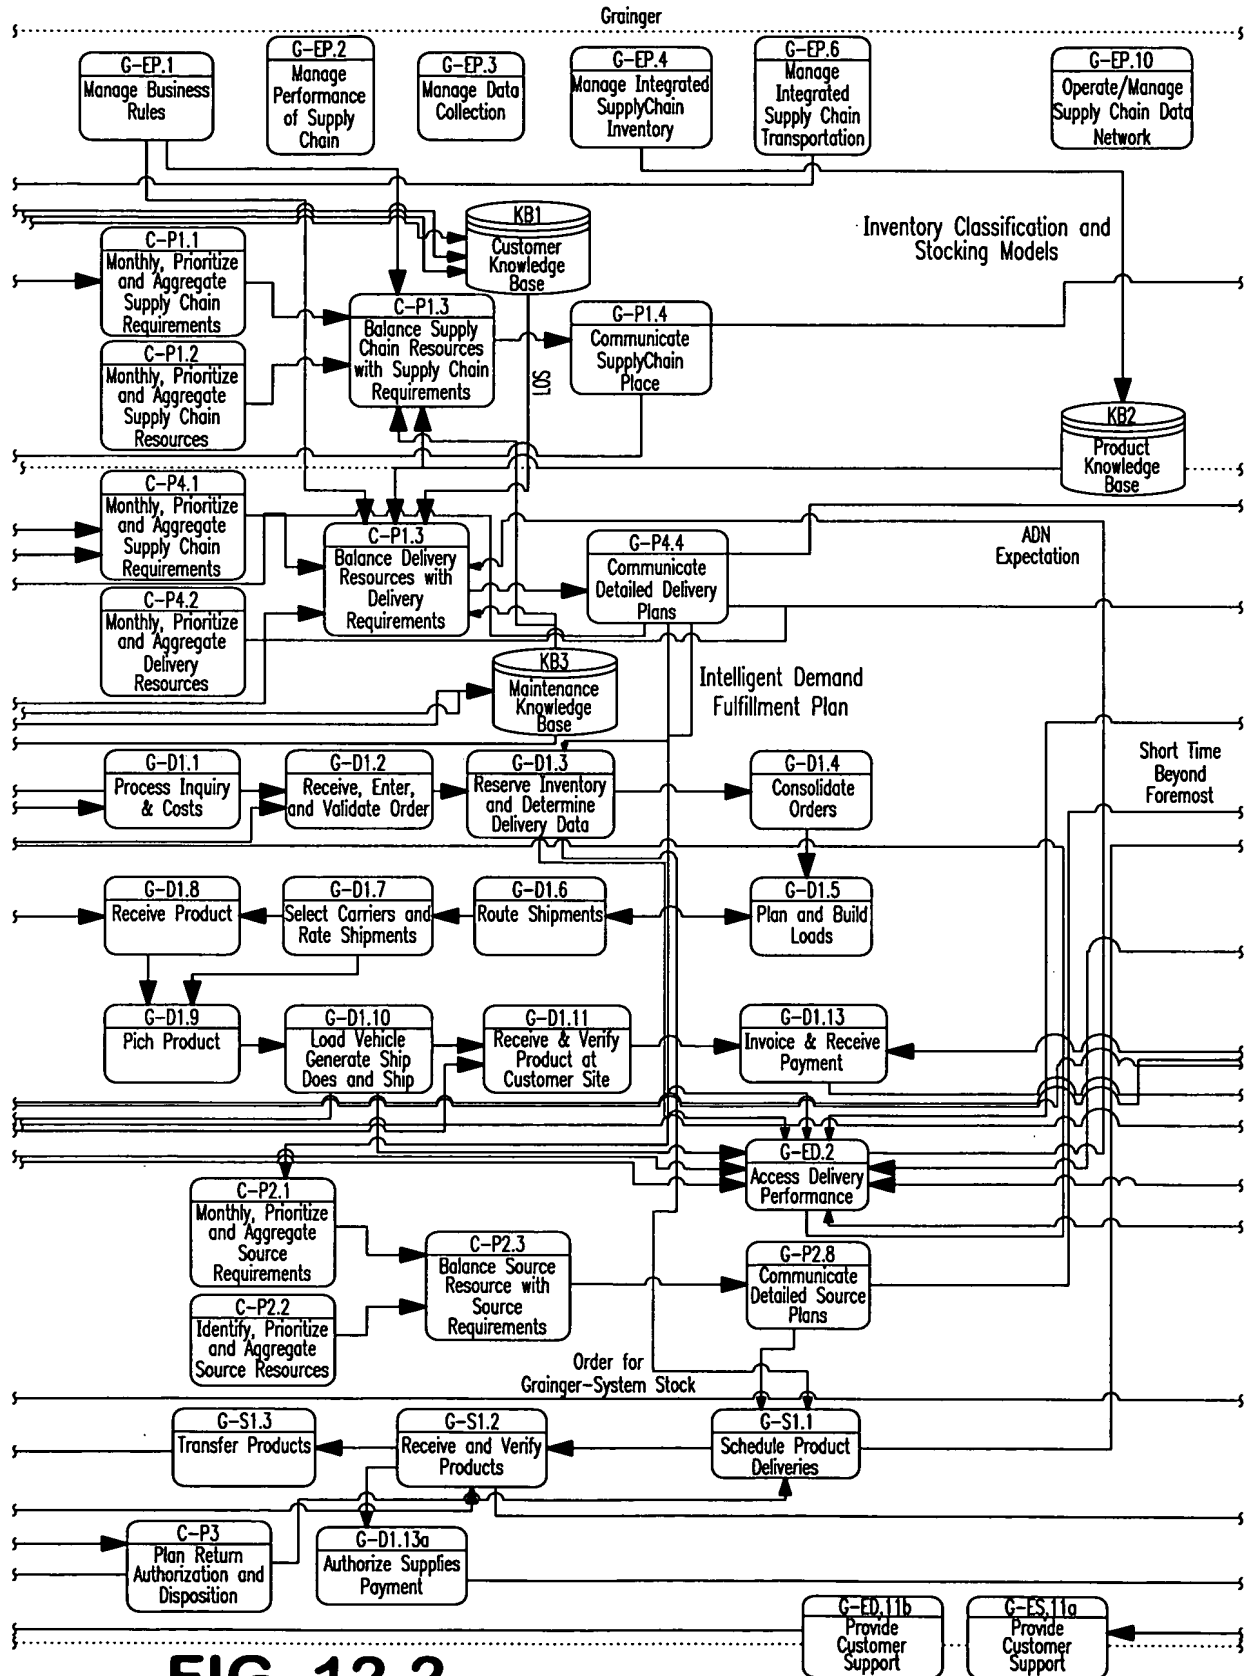 Grainger
G-EP.1
Manage Business
Rules
G-EP.2
Manage
Performance
of Supply
Chain
G-EP.3
Manage Data
Collection
G-EP.4
Manage Integrated
SupplyChain
Inventory
G-EP.6
Manage
Integrated
Supply Chain
Transportation
G-EP.10
Operate/Manage
Supply Chain Data
Network
KB1
Customer
Knowledge
Base
Inventory Classification and
Stocking Models
C-P1.1
Monthly, Prioritize
and Aggregate
Supply Chain
Requirements
C-P1.3
Balance Supply
Chain Resources
with Supply Chain
Requirements
G-P1.4
Communicate
SupplyChain
Place
C-P1.2
Monthly, Prioritize
and Aggregate
Supply Chain
Resources
LOS
KB2
Product
Knowledge
Base
C-P4.1
Monthly, Prioritize
and Aggregate
Supply Chain
Requirements
C-P1.3
Balance Delivery
Resources with
Delivery
Requirements
G-P4.4
Communicate
Detailed Delivery
Plans
ADN
Expectation
C-P4.2
Monthly, Prioritize
and Aggregate
Delivery
Resources
KB3
Maintenance
Knowledge
Base
Intelligent Demand
Fulfillment Plan
G-D1.1
Process Inquiry
& Costs
G-D1.2
Receive, Enter,
and Validate Order
G-D1.3
Reserve Inventory
and Determine
Delivery Data
G-D1.4
Consolidate
Orders
Short Time
Beyond
Foremost
G-D1.8
Receive Product
G-D1.7
Select Carriers and
Rate Shipments
G-D1.6
Route Shipments
G-D1.5
Plan and Build
Loads
G-D1.9
Pich Product
G-D1.10
Load Vehicle
Generate Ship
Does and Ship
G-D1.11
Receive & Verify
Product at
Customer Site
G-D1.13
Invoice & Receive
Payment
G-ED.2
Access Delivery
Performance
C-P2.1
Monthly, Prioritize
and Aggregate
Source
Requirements
C-P2.3
Balance Source
Resource with
Source
Requirements
G-P2.8
Communicate
Detailed Source
Plans
C-P2.2
Identify, Prioritize
and Aggregate
Source Resources
Order for
Grainger-System Stock
G-S1.3
Transfer Products
G-S1.2
Receive and Verify
Products
G-S1.1
Schedule Product
Deliveries
C-P3
Plan Return
Authorization and
Disposition
G-D1.13a
Authorize Supplies
Payment
G-ED.11b
Provide
Customer
Support
G-ES.11a
Provide
Customer
Support
FIG. 12.2